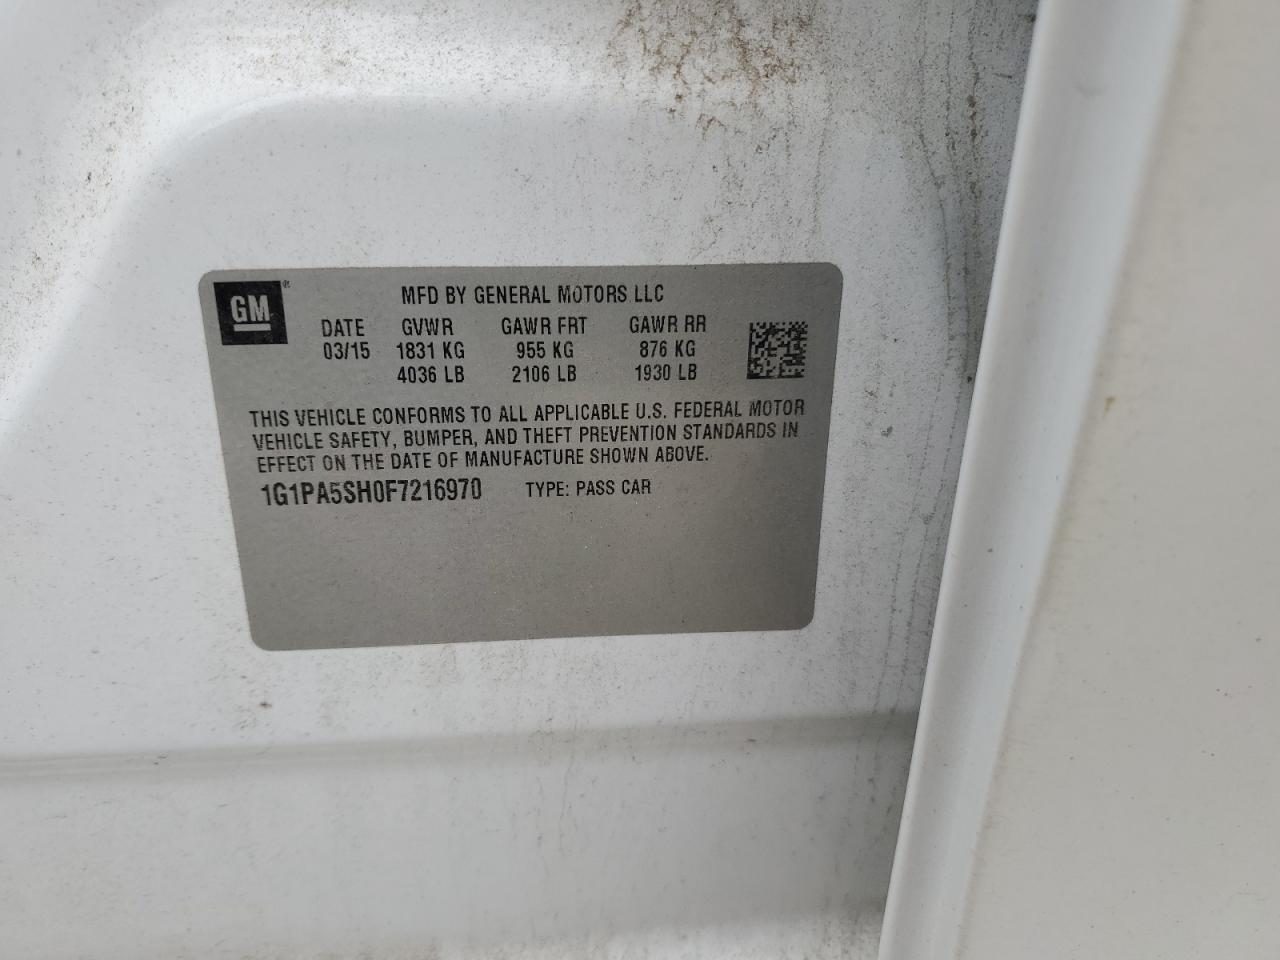 GM®
MFD BY GENERAL MOTORS LLC
DATE GVWR GAWR FRT GAWR RR
03/15 1831 KG 955 KG 876 KG
4036 LB 2106 LB 1930 LB
THIS VEHICLE CONFORMS TO ALL APPLICABLE U.S. FEDERAL MOTOR
VEHICLE SAFETY, BUMPER, AND THEFT PREVENTION STANDARDS IN
EFFECT ON THE DATE OF MANUFACTURE SHOWN ABOVE.
1G1PA5SH0F7216970 TYPE: PASS CAR